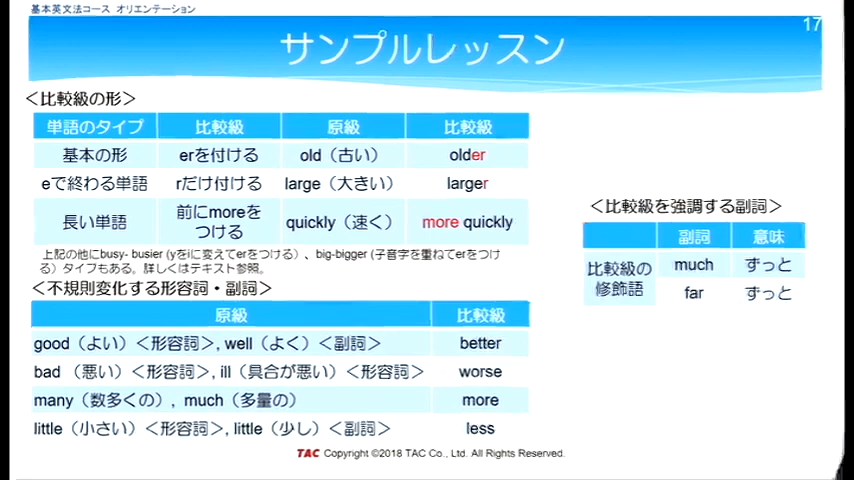 基本英文法コース オリエンテーション
17
サンプルレッスン
＜比較級の形＞
単語のタイプ 比較級 原級 比較級
基本の形 erを付ける old（古い） older
eで終わる単語 rだけ付ける large（大きい） larger
長い単語 前にmoreを
つける quickly（速く） more quickly
上記の他にbusy- busier (yをiに変えてerをつける）、big-bigger (子音字を重ねてerをつけ
る）タイプもある。詳しくはテキスト参照。
＜不規則変化する形容詞・副詞＞
原級 比較級
good（よい）＜形容詞＞, well（よく）＜副詞＞ better
bad （悪い）＜形容詞＞, ill（具合が悪い）＜形容詞＞ worse
many（数多くの）, much（多量の） more
little（小さい）＜形容詞＞, little（少し）＜副詞＞ less
＜比較級を強調する副詞＞
副詞 意味
比較級の
修飾語
much ずっと
far ずっと
TAC Copyright ©2018 TAC Co., Ltd. All Rights Reserved.